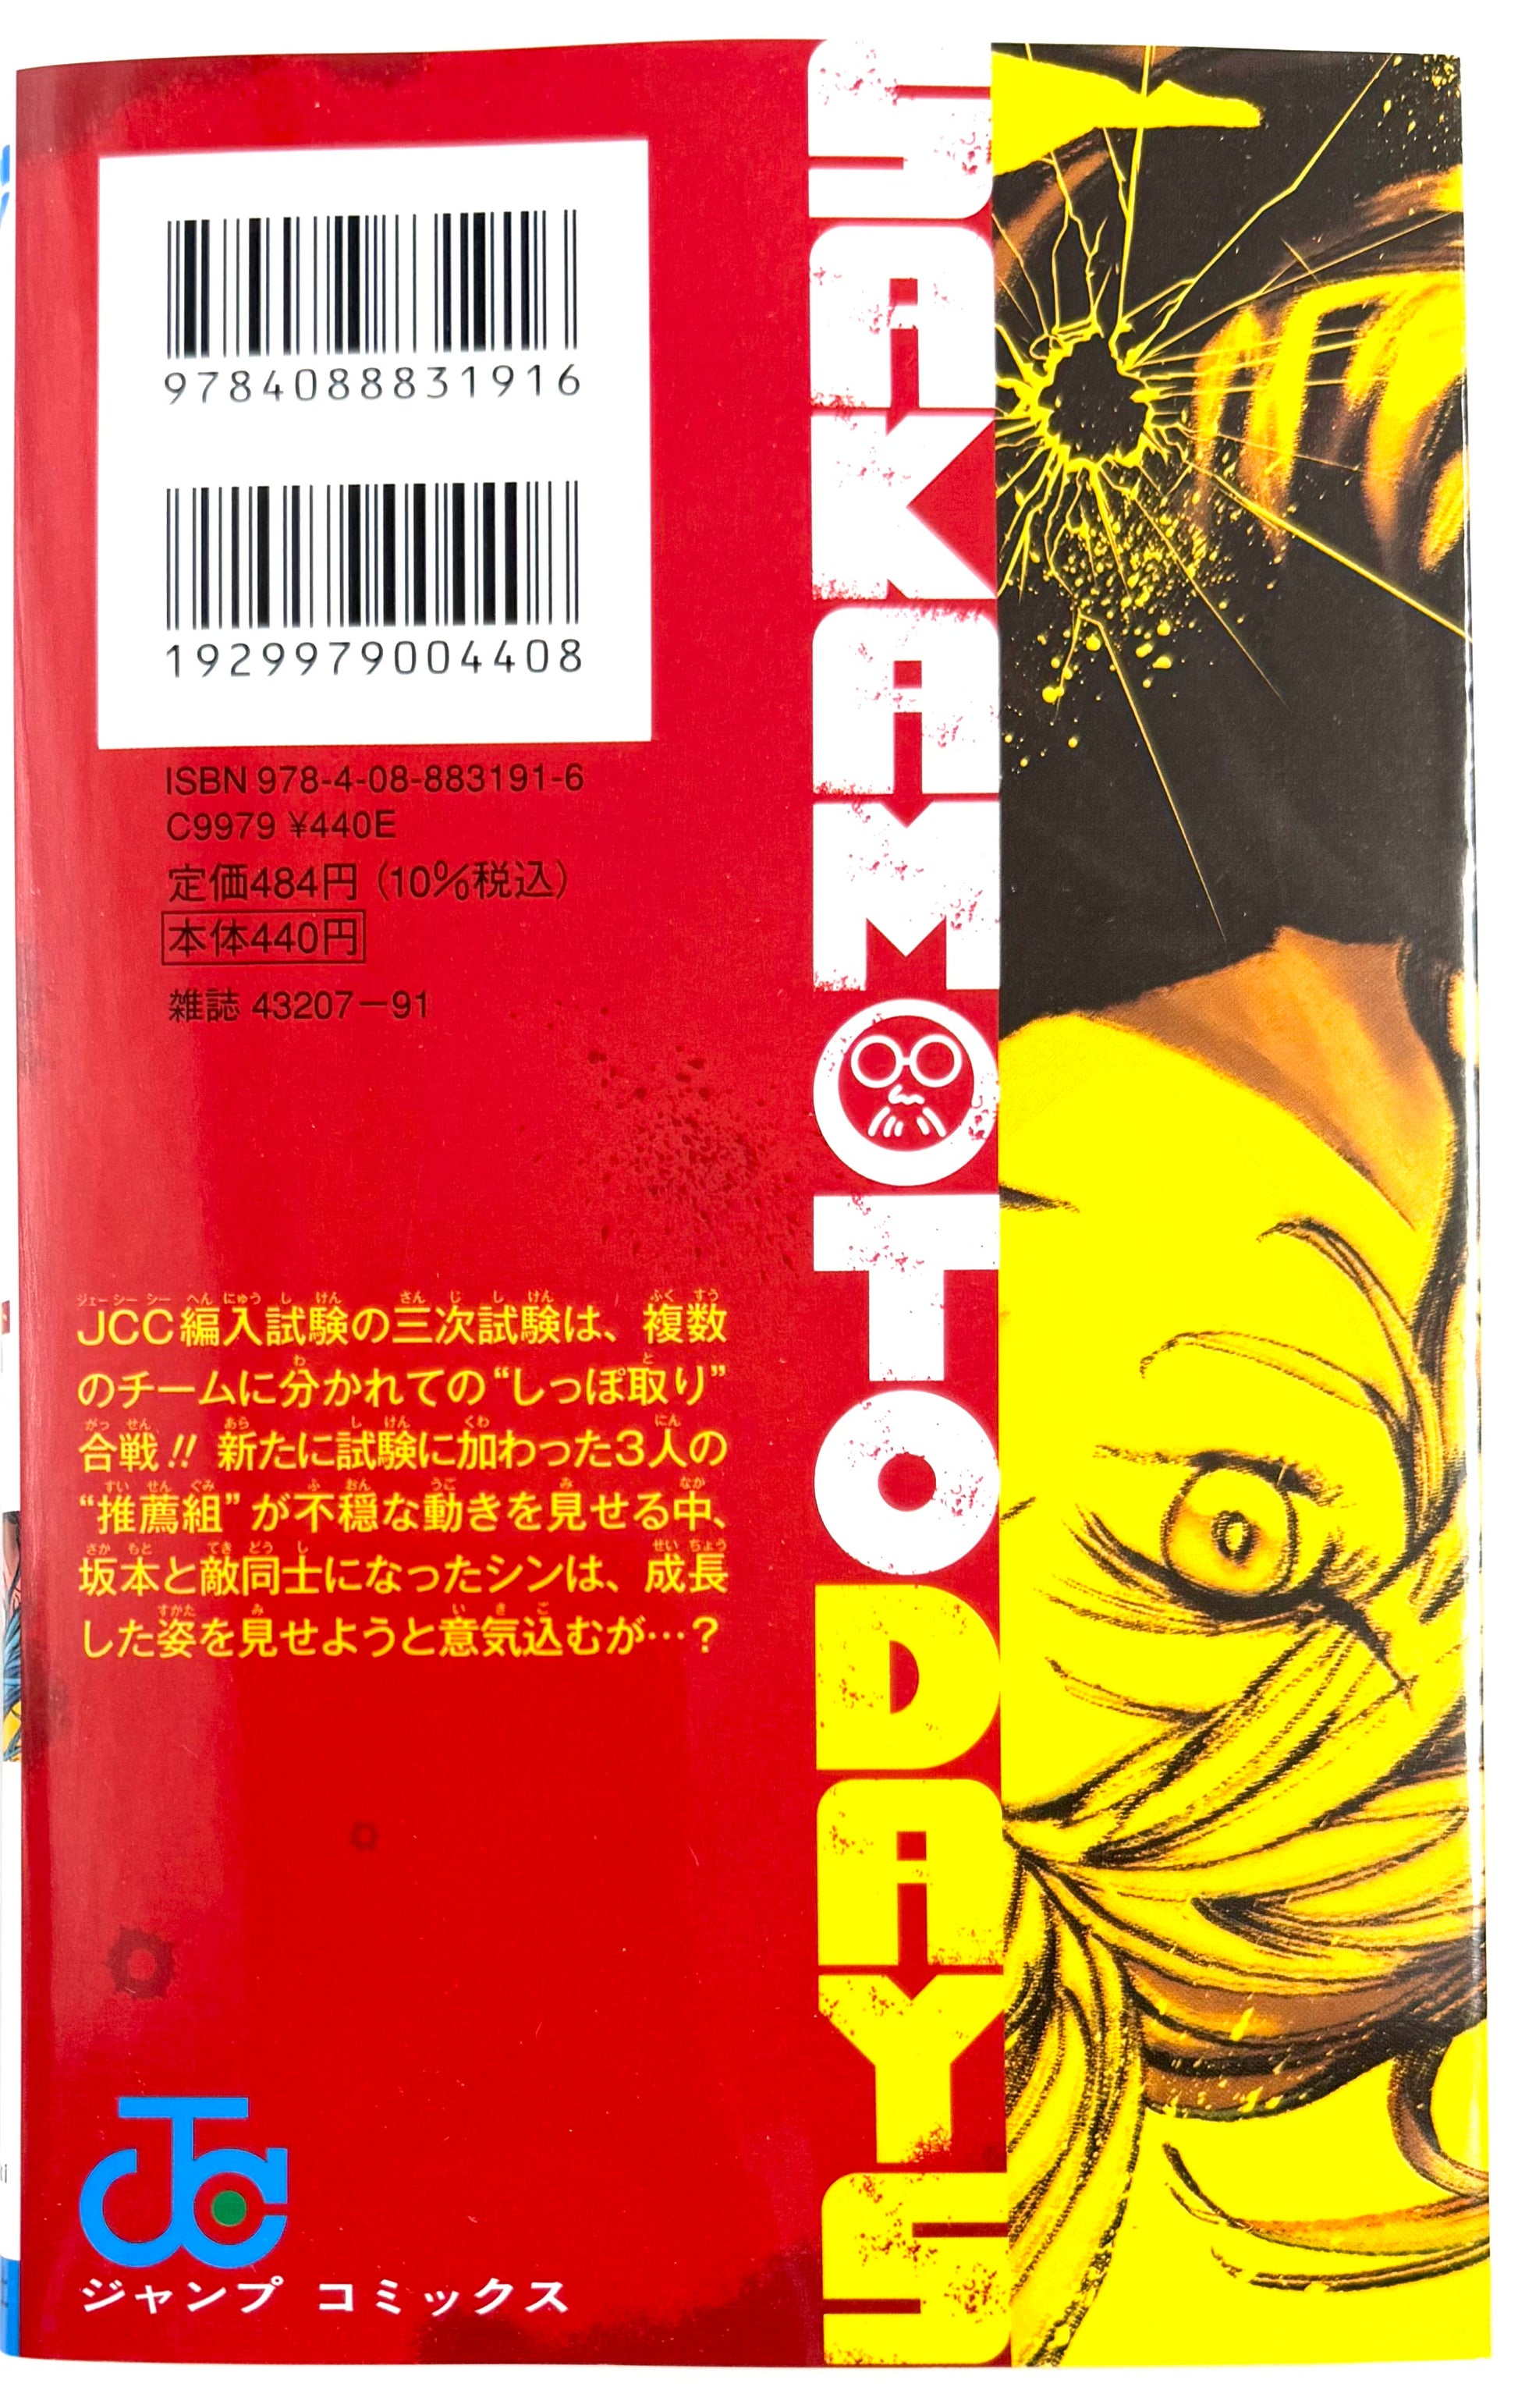 9784088831916
1929979004408
ISBN 978-4-08-883191-6
C9979 ¥440E
定価484円(10%税込)
本体440円
雑誌 43207-91
JCC編入試験の三次試験は、複数
のチームに分かれての“しっぽ取り”
合戦!! 新たに試験に加わった3人の
“推薦組”が不穏な動きを見せる中、
坂本と敵同士になったシンは、成長
した姿を見せようと意気込むが…?
JC
ジャンプ コミックス
SAKAMOTO DAYS